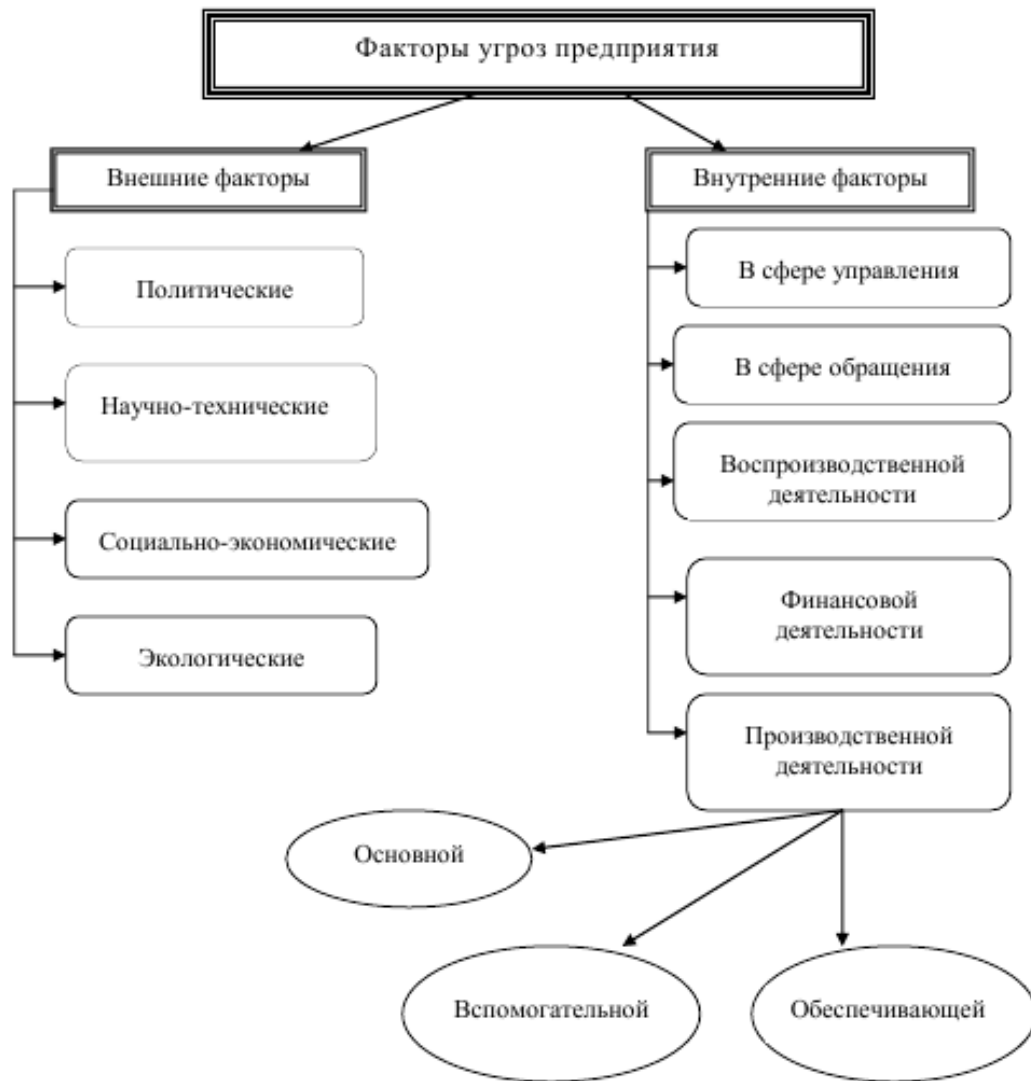 Факторы угроз предприятия
Внешние факторы
Политические
Научно-технические
Социально-экономические
Экологические
Внутренние факторы
В сфере управления
В сфере обращения
Воспроизводственной
деятельности
Финансовой
деятельности
Производственной
деятельности
Основной
Вспомогательной
Обеспечивающей